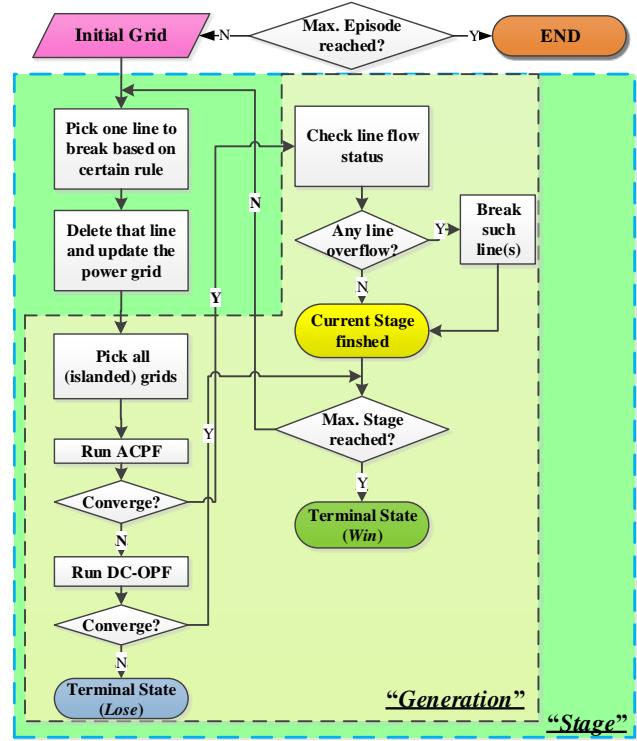 Initial Grid
N
Max. Episode
reached?
Y
END
Pick one line to
break based on
certain rule
Delete that line
and update the
power grid
Pick all
(islanded) grids
Run ACPF
Converge?
Y
N
Run DC-OPF
Converge?
Y
N
Terminal State
(Lose)
Check line flow
status
Any line
overflow?
Y
Break
such
line(s)
N
Current Stage
finshed
Max. Stage
reached?
N
Y
Terminal State
(Win)
“Generation”
“Stage”